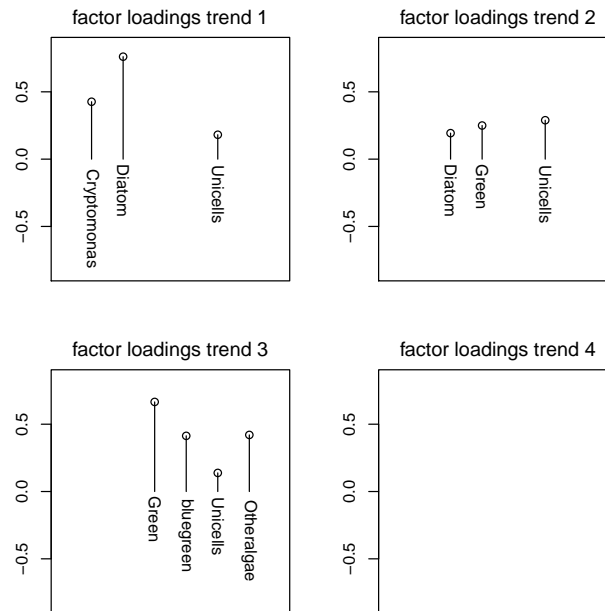 factor loadings trend 1
0.5
0.0
−0.5
Cryptomonas
Diatom
Unicells
factor loadings trend 2
0.5
0.0
−0.5
Diatom
Green
Unicells
factor loadings trend 3
0.5
0.0
−0.5
Green
bluegreen
Unicells
Otheralgae
factor loadings trend 4
0.5
0.0
−0.5